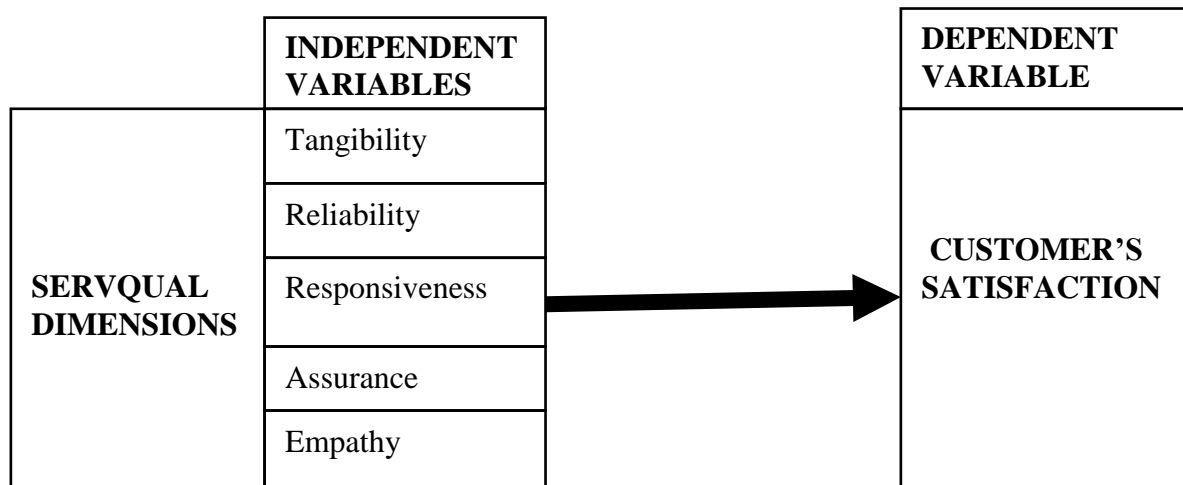 INDEPENDENT
VARIABLES
DEPENDENT
VARIABLE
SERVQUAL
DIMENSIONS
Tangibility
Reliability
Responsiveness
Assurance
Empathy
CUSTOMER’S
SATISFACTION